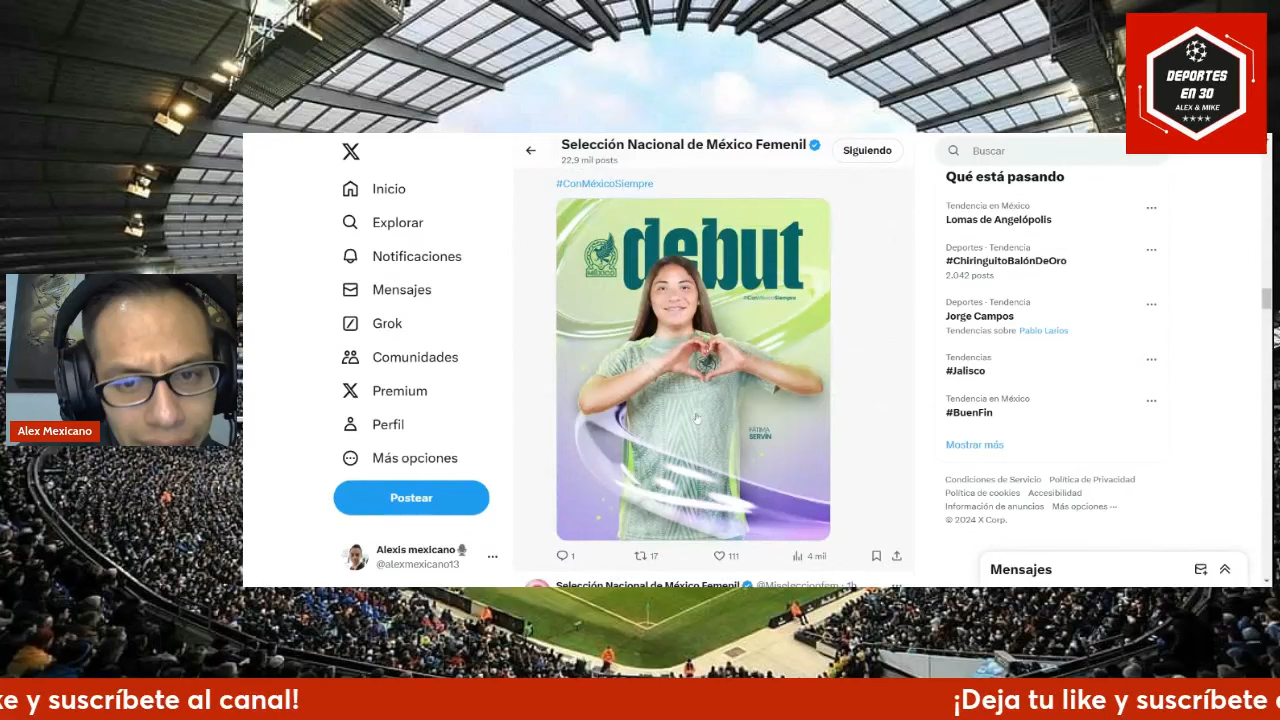 DEPORTES
EN 3D
ALEX & MIKE
Selección Nacional de México Femenil
22,9 mil posts
Siguiendo
Buscar
#ConMéxicoSiempre
Inicio
Explorar
Notificaciones
Mensajes
Grok
Comunidades
Premium
Perfil
Más opciones
Postear
Alexis mexicano
@alexmexicano13
debut
MÉXICO
#ConMéxicoSiempre
FÁTIMA
SERVÍN
1
17
111
4 mil
Selección Nacional de México Femenil @Miseleccionfem · 1h
Qué está pasando
Tendencia en México
Lomas de Angelópolis
Deportes · Tendencia
#ChiringuitoBalónDeOro
2.042 posts
Deportes · Tendencia
Jorge Campos
Tendencias sobre Pablo Larios
Tendencias
#Jalisco
Tendencia en México
#BuenFin
Mostrar más
Condiciones de Servicio Política de Privacidad
Política de cookies Accesibilidad
Información de anuncios Más opciones ···
© 2024 X Corp.
Mensajes
Alex Mexicano
ke y suscríbete al canal!
¡Deja tu like y suscríbete